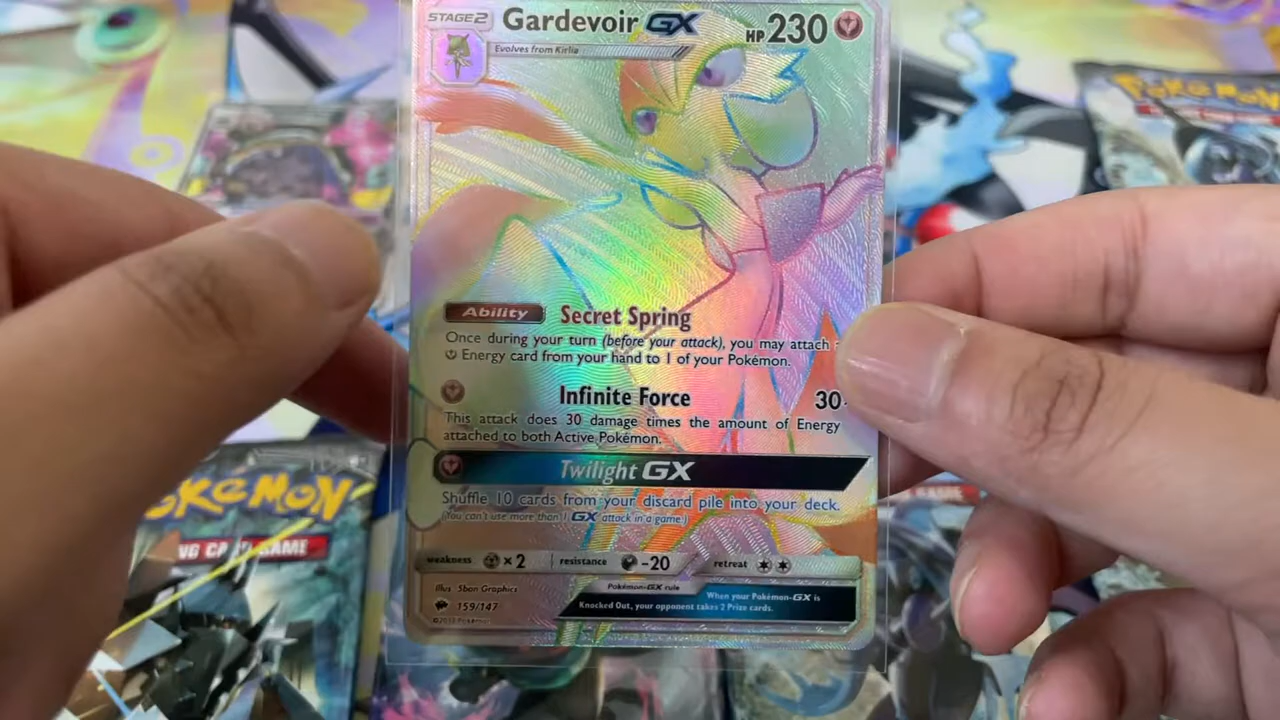 STAGE2 Gardevoir GX HP 230
Evolves from Kirlia
POKÉMON
Ability Secret Spring
Once during your turn (before your attack), you may attach
Energy card from your hand to 1 of your Pokémon.
Infinite Force 30
This attack does 30 damage times the amount of Energy
attached to both Active Pokémon.
Twilight GX
Shuffle 10 cards from your discard pile into your deck.
(You can't use more than 1 GX attack in a game.)
weakness ×2 resistance -20 retreat
Pokémon-GX rule
When your Pokémon-GX is
Knocked Out, your opponent takes 2 Prize cards.
Illus. 5ban Graphics
159/147
POKÉMON
CARD GAME
GAME